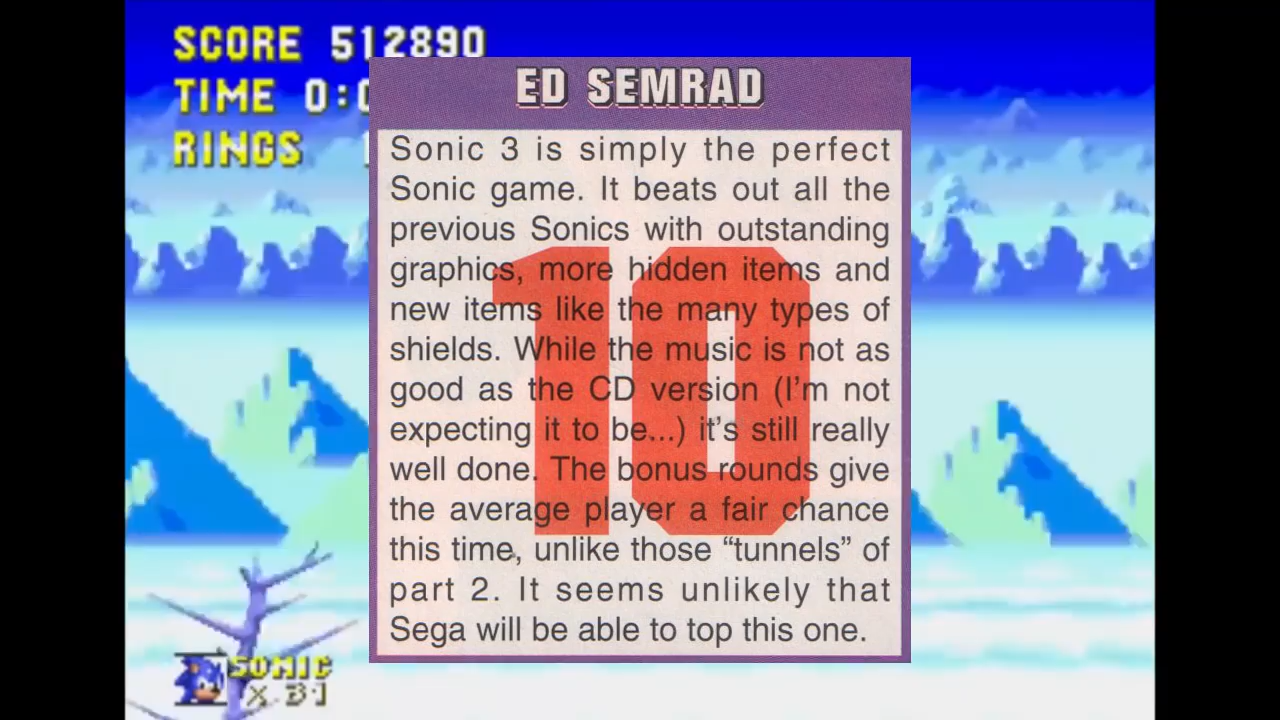 SCORE 512890
TIME 0:0
RINGS
ED SEMRAD
Sonic 3 is simply the perfect
Sonic game. It beats out all the
previous Sonics with outstanding
graphics, more hidden items and
new items like the many types of
shields. While the music is not as
good as the CD version (I'm not
expecting it to be...) it's still really
well done. The bonus rounds give
the average player a fair chance
this time, unlike those “tunnels” of
part 2. It seems unlikely that
Sega will be able to top this one.
10
SONIC
X 31